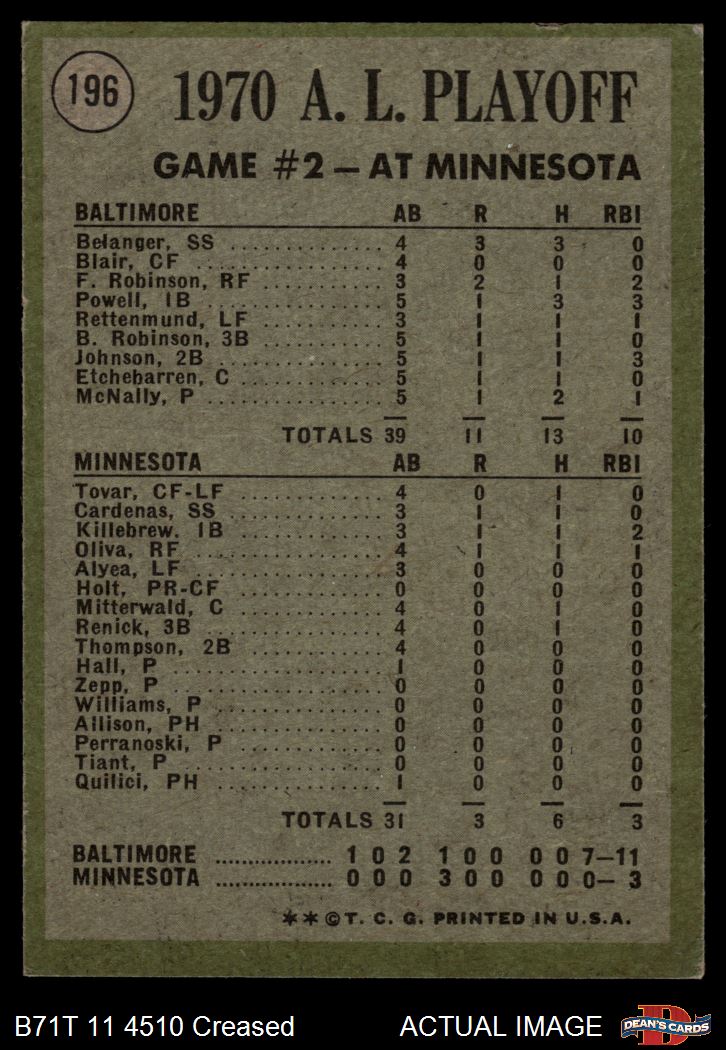 196
1970 A. L. PLAYOFF
GAME #2 – AT MINNESOTA
BALTIMORE AB R H RBI
Belanger, SS .............. 4 3 3 0
Blair, CF ................. 4 0 0 0
F. Robinson, RF ........... 3 2 1 2
Powell, 1B ................ 5 1 3 3
Rettenmund, LF ............ 3 1 1 1
B. Robinson, 3B ........... 5 1 1 0
Johnson, 2B ............... 5 1 1 3
Etchebarren, C ............ 5 1 1 0
McNally, P ................ 5 1 2 1
TOTALS 39 11 13 10
MINNESOTA AB R H RBI
Tovar, CF-LF .............. 4 0 1 0
Cardenas, SS .............. 3 1 1 0
Killebrew. 1B ............. 3 1 1 2
Oliva, RF ................. 4 1 1 1
Alyea, LF ................. 3 0 0 0
Holt, PR-CF ............... 0 0 0 0
Mitterwald, C ............. 4 0 1 0
Renick, 3B ................ 4 0 1 0
Thompson, 2B .............. 4 0 0 0
Hall, P ................... 1 0 0 0
Zepp, P ................... 0 0 0 0
Williams, P ............... 0 0 0 0
Allison, PH ............... 0 0 0 0
Perranoski, P ............. 0 0 0 0
Tiant, P .................. 0 0 0 0
Quilici, PH ............... 1 0 0 0
TOTALS 31 3 6 3
BALTIMORE ................. 1 0 2 1 0 0 0 0 7–11
MINNESOTA ................. 0 0 0 3 0 0 0 0 0– 3
**©T. C. G. PRINTED IN U.S.A.
B71T 11 4510 Creased ACTUAL IMAGE
D
DEAN'S CARDS